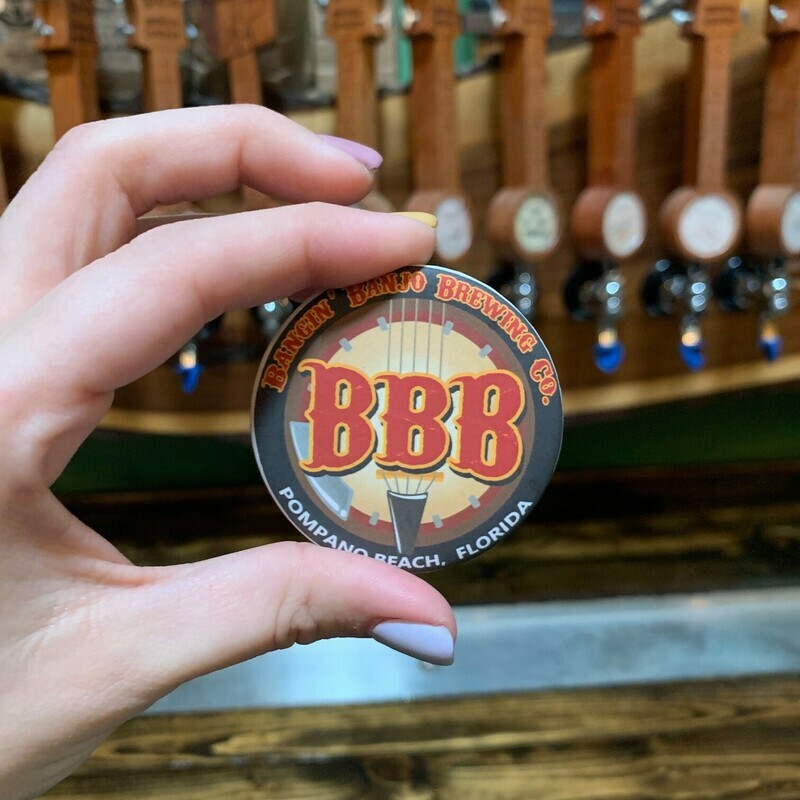 BANGIN' BANJO BREWING CO.
BBB
POMPANO BEACH, FLORIDA